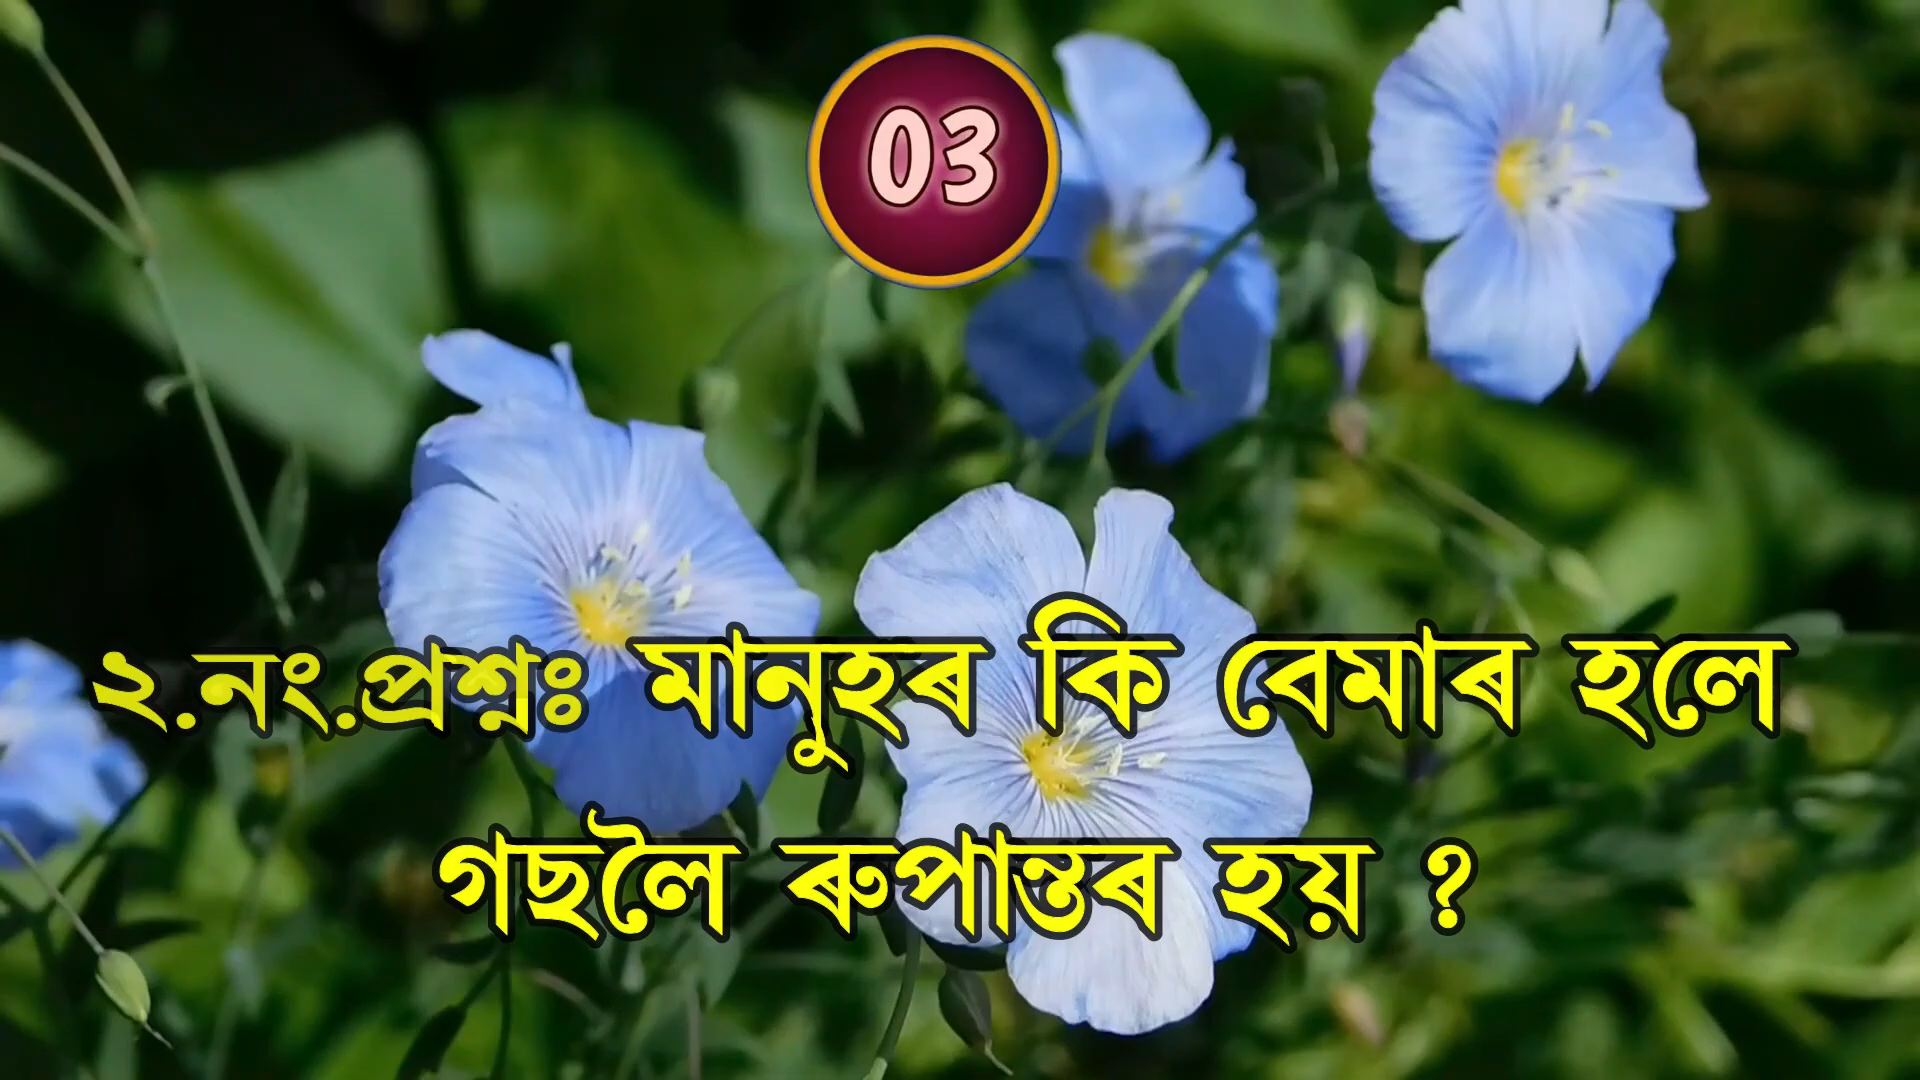 03
২.নং.প্ৰশ্নঃ মানুহৰ কি বেমাৰ হলে
গছলৈ ৰুপান্তৰ হয় ?